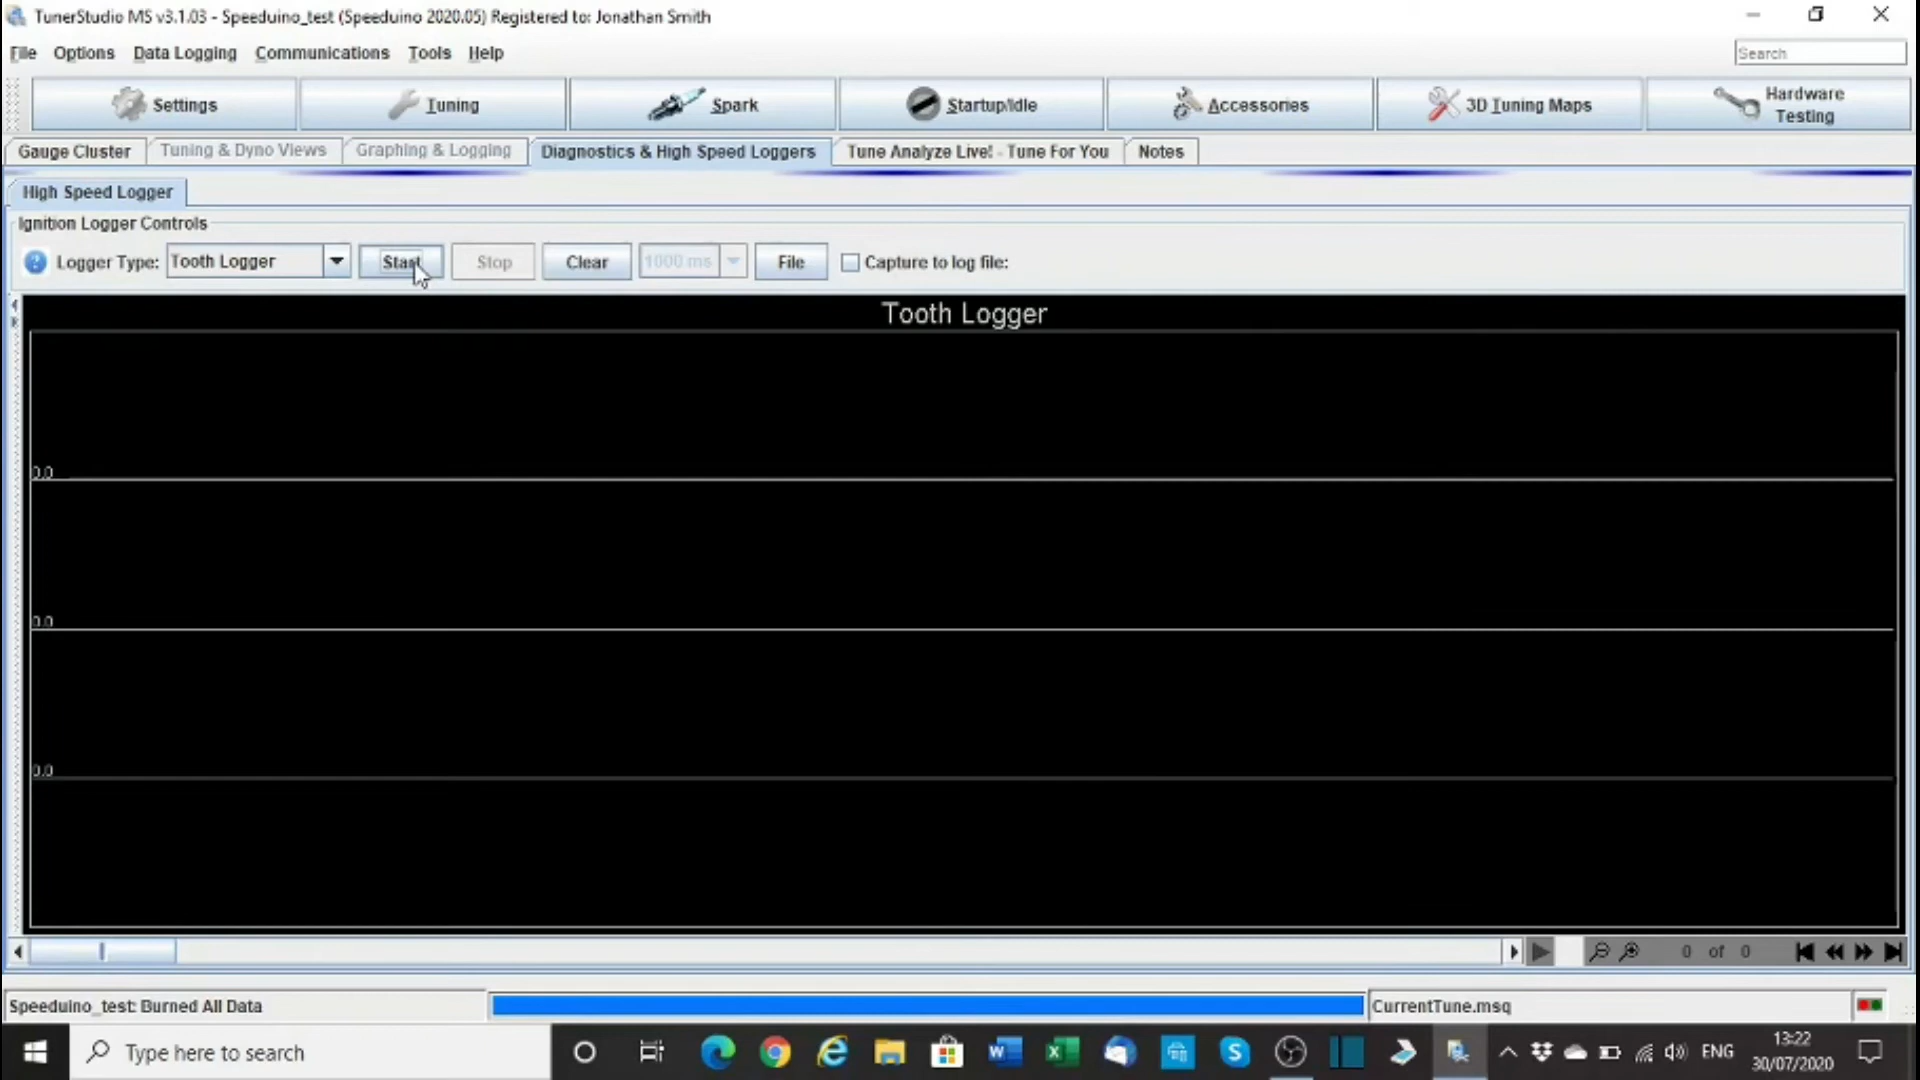 TunerStudio MS v3.1.03 - Speeduino_test (Speeduino 2020.05) Registered to: Jonathan Smith
File Options Data Logging Communications Tools Help Search
Settings Tuning Spark Startup/Idle Accessories 3D Tuning Maps Hardware
Testing
Gauge Cluster Tuning & Dyno Views Graphing & Logging Diagnostics & High Speed Loggers Tune Analyze Live! - Tune For You Notes
High Speed Logger
Ignition Logger Controls
Logger Type: Tooth Logger Start Stop Clear 1000 ms File Capture to log file:
Tooth Logger
0.0
0.0
0.0
0 of 0
Speeduino_test: Burned All Data CurrentTune.msq
Type here to search ENG 13:22
30/07/2020